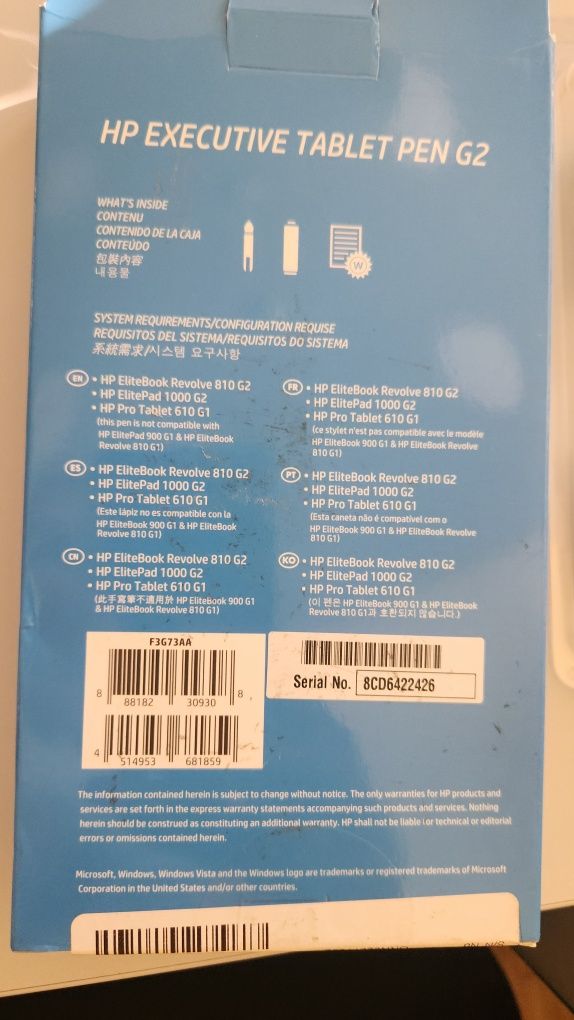 HP EXECUTIVE TABLET PEN G2
WHAT'S INSIDE
CONTENU
CONTENIDO DE LA CAJA
CONTEÚDO
包裝內容
내용물
W
SYSTEM REQUIREMENTS/CONFIGURATION REQUISE
REQUISITOS DEL SISTEMA/REQUISITOS DO SISTEMA
系統需求/시스템 요구사항
EN • HP EliteBook Revolve 810 G2
• HP ElitePad 1000 G2
• HP Pro Tablet 610 G1
(this pen is not compatible with
HP ElitePad 900 G1 & HP EliteBook
Revolve 810 G1)
FR • HP EliteBook Revolve 810 G2
• HP ElitePad 1000 G2
• HP Pro Tablet 610 G1
(ce stylet n'est pas compatible avec le modèle
HP EliteBook 900 G1 & HP EliteBook Revolve
810 G1)
ES • HP EliteBook Revolve 810 G2
• HP ElitePad 1000 G2
• HP Pro Tablet 610 G1
(Este lápiz no es compatible con la
HP EliteBook 900 G1 & HP EliteBook
Revolve 810 G1)
PT • HP EliteBook Revolve 810 G2
• HP ElitePad 1000 G2
• HP Pro Tablet 610 G1
(Esta caneta não é compatível com o
HP EliteBook 900 G1 & HP EliteBook Revolve
810 G1)
CN • HP EliteBook Revolve 810 G2
• HP ElitePad 1000 G2
• HP Pro Tablet 610 G1
(此手寫筆不適用於 HP EliteBook 900 G1
& HP EliteBook Revolve 810 G1)
KO • HP EliteBook Revolve 810 G2
• HP ElitePad 1000 G2
• HP Pro Tablet 610 G1
(이 펜은 HP EliteBook 900 G1 & HP EliteBook
Revolve 810 G1과 호환되지 않습니다.)
F3G73AA
8 88182 30930 8
4 514953 681859
Serial No. 8CD6422426
The information contained herein is subject to change without notice. The only warranties for HP products and
services are set forth in the express warranty statements accompanying such products and services. Nothing
herein should be construed as constituting an additional warranty. HP shall not be liable for technical or editorial
errors or omissions contained herein.
Microsoft, Windows, Windows Vista and the Windows logo are trademarks or registered trademarks of Microsoft
Corporation in the United States and/or other countries.